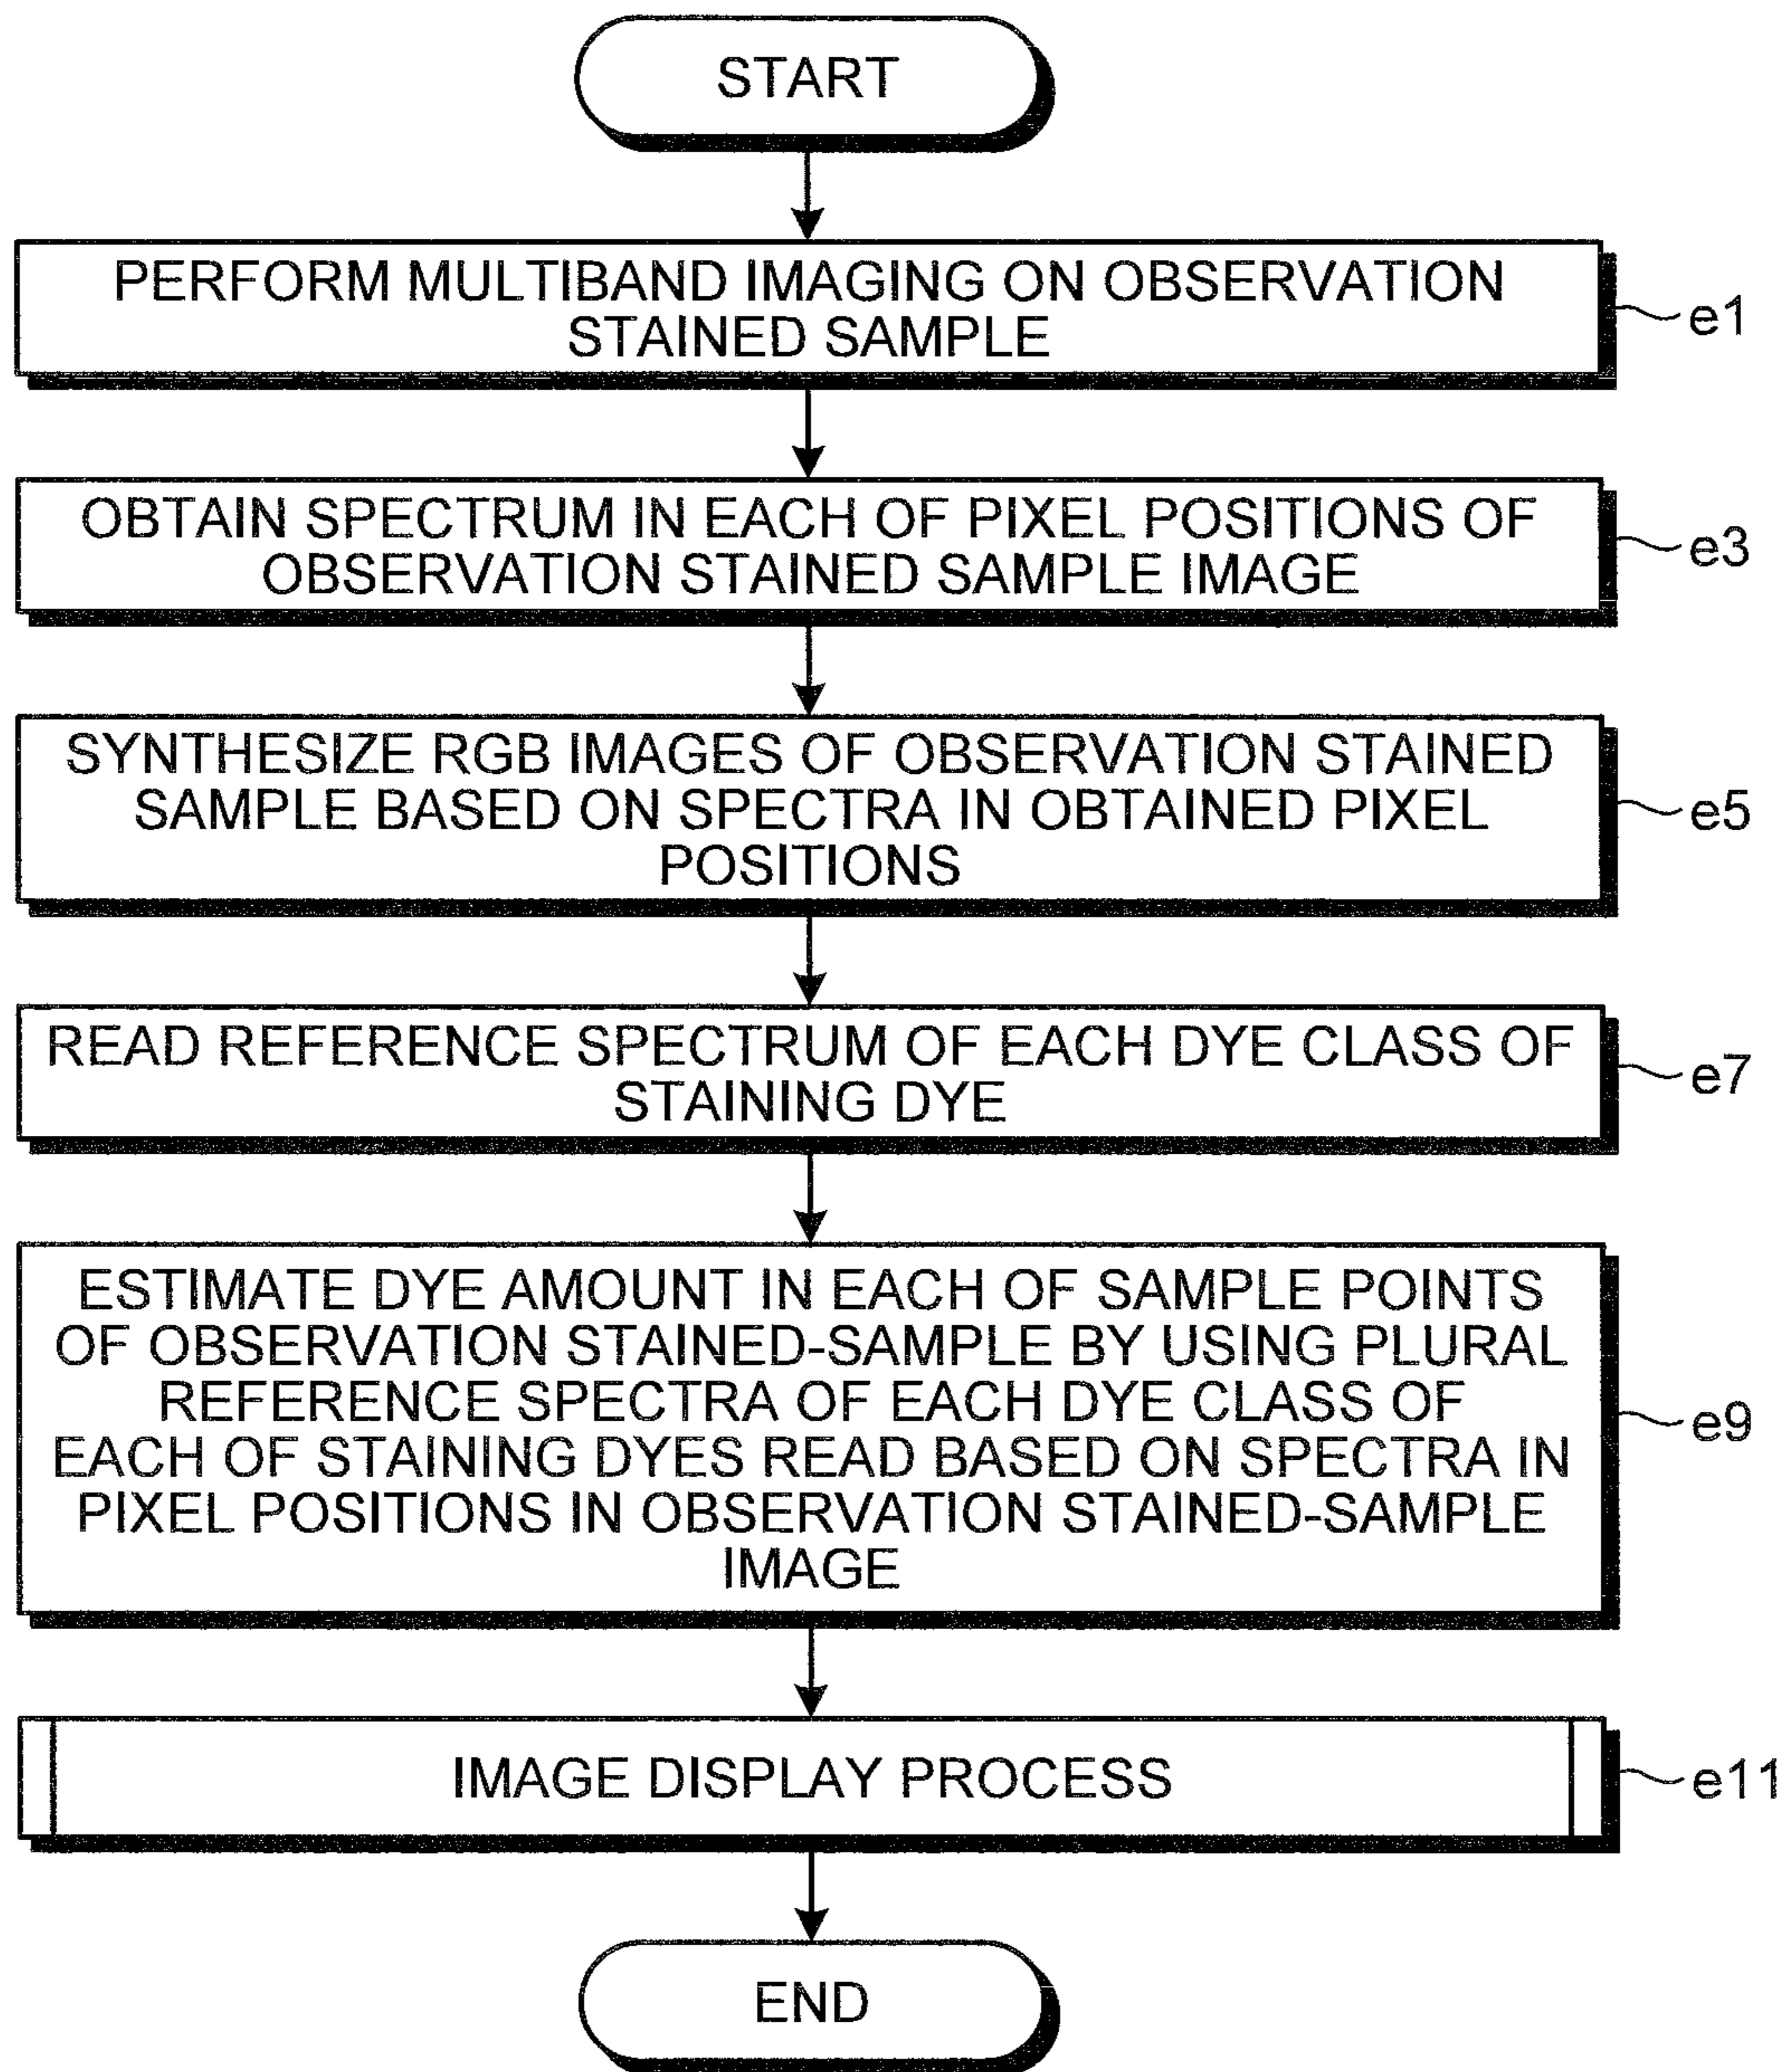 START
PERFORM MULTIBAND IMAGING ON OBSERVATION
STAINED SAMPLE
e1
OBTAIN SPECTRUM IN EACH OF PIXEL POSITIONS OF
OBSERVATION STAINED SAMPLE IMAGE
e3
SYNTHESIZE RGB IMAGES OF OBSERVATION STAINED
SAMPLE BASED ON SPECTRA IN OBTAINED PIXEL
POSITIONS
e5
READ REFERENCE SPECTRUM OF EACH DYE CLASS OF
STAINING DYE
e7
ESTIMATE DYE AMOUNT IN EACH OF SAMPLE POINTS
OF OBSERVATION STAINED-SAMPLE BY USING PLURAL
REFERENCE SPECTRA OF EACH DYE CLASS OF
EACH OF STAINING DYES READ BASED ON SPECTRA IN
PIXEL POSITIONS IN OBSERVATION STAINED-SAMPLE
IMAGE
e9
IMAGE DISPLAY PROCESS
e11
END